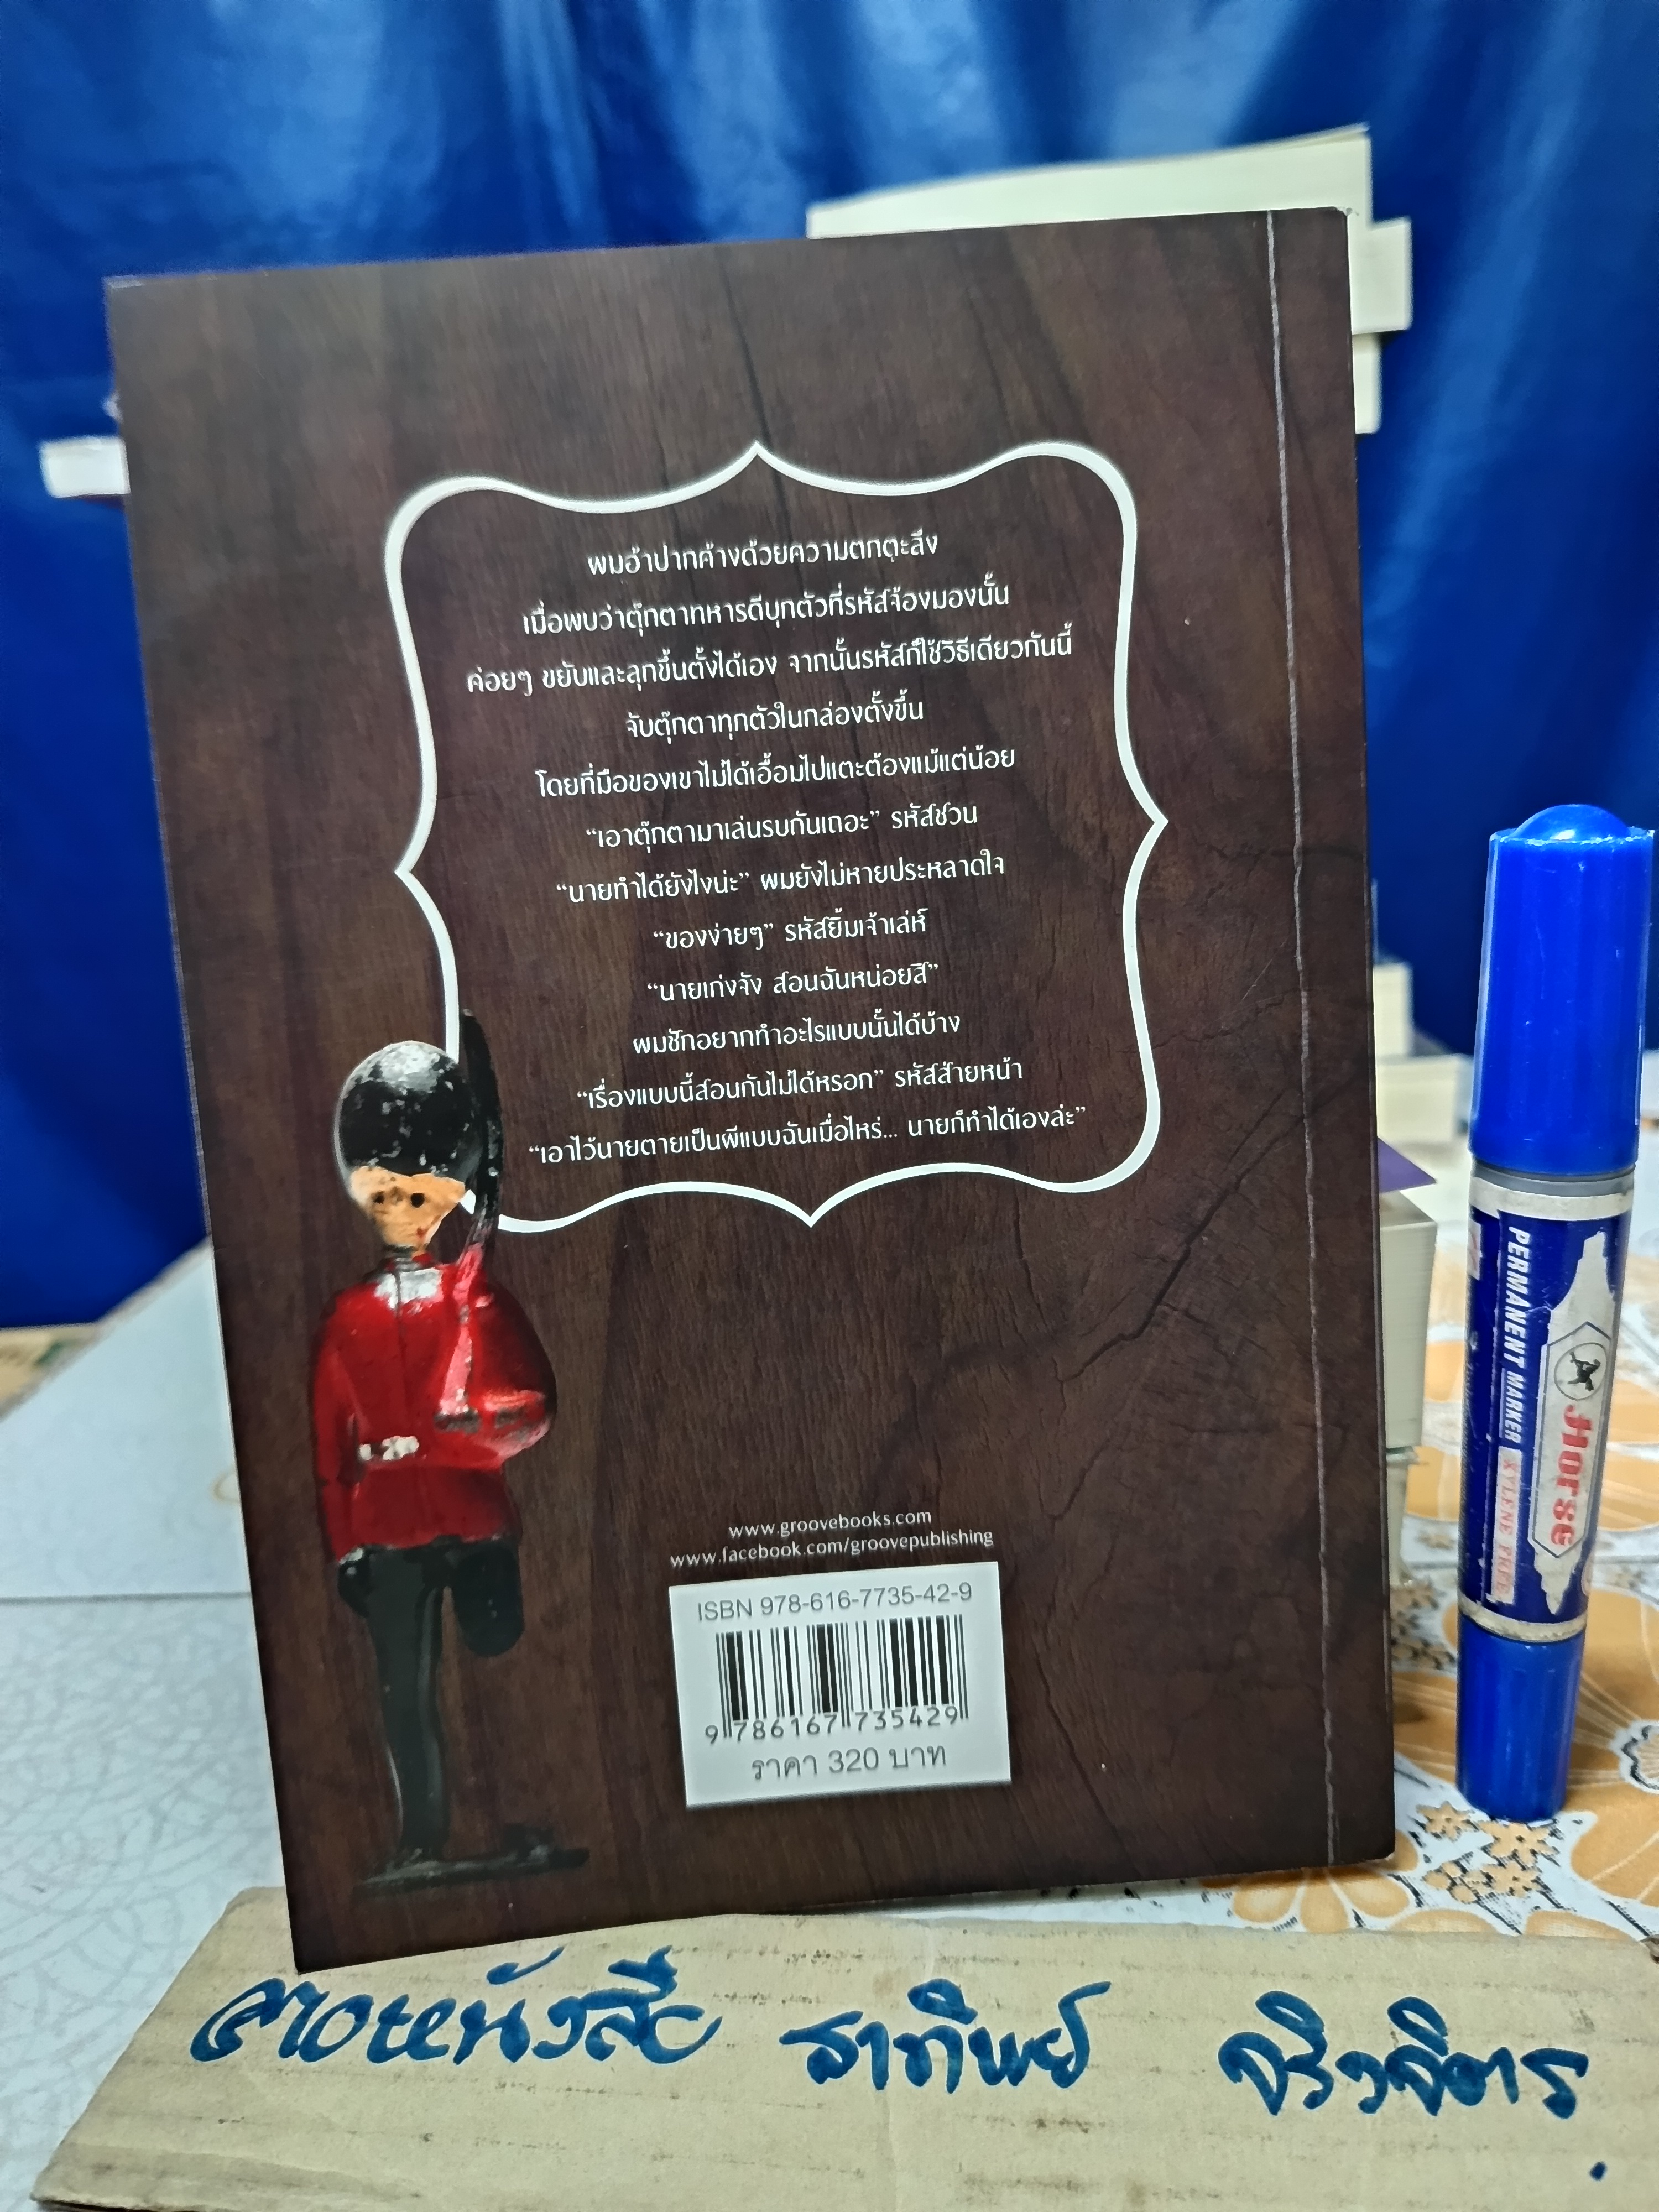 ผมอ้าปากค้างด้วยความตกตะลึง
เมื่อพบว่าตุ๊กตาทหารดีบุกตัวที่รหัสจ้องมองนั้น
ค่อยๆ ขยับและลุกขึ้นตั้งได้เอง จากนั้นรหัสก็ใช้วิธีเดียวกันนี้
จับตุ๊กตาทุกตัวในกล่องตั้งขึ้น
โดยที่มือของเขาไม่ได้เอื้อมไปแตะต้องแม้แต่น้อย
“เอาตุ๊กตามาเล่นรบกันเถอะ” รหัสชวน
“นายทำได้ยังไงน่ะ” ผมยังไม่หายประหลาดใจ
“ของง่ายๆ” รหัสยิ้มเจ้าเล่ห์
“นายเก่งจัง สอนฉันหน่อยสิ”
ผมชักอยากทำอะไรแบบนั้นได้บ้าง
“เรื่องแบบนี้สอนกันไม่ได้หรอก” รหัสส่ายหน้า
“เอาไว้นายตายเป็นผีแบบฉันเมื่อไหร่... นายก็ทำได้เองล่ะ”
www.groovebooks.com
www.facebook.com/groovepublishing
ISBN 978-616-7735-42-9
9 786167 735429
ราคา 320 บาท
PERMANENT MARKER XYLENE FREE
Horse
ธาทิพย์ จริงจิตร